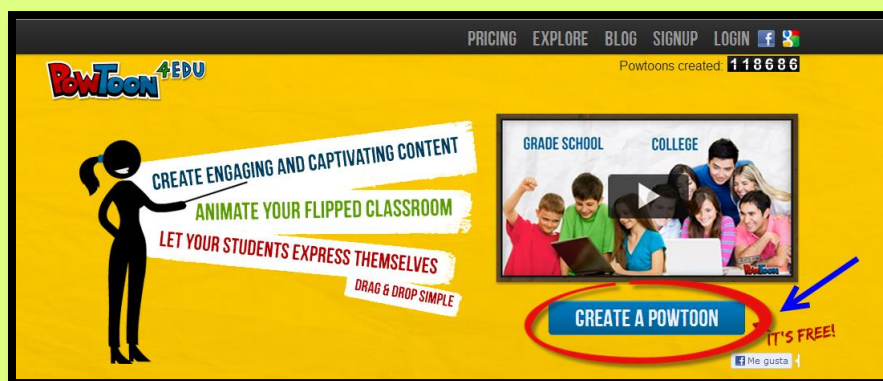 PRICING EXPLORE BLOG SIGNUP LOGIN
Powtoons created: 118686
POWTOON 4EDU
CREATE ENGAGING AND CAPTIVATING CONTENT
ANIMATE YOUR FLIPPED CLASSROOM
LET YOUR STUDENTS EXPRESS THEMSELVES
DRAG & DROP SIMPLE
GRADE SCHOOL COLLEGE
POWTOON
CREATE A POWTOON
IT'S FREE!
Me gusta